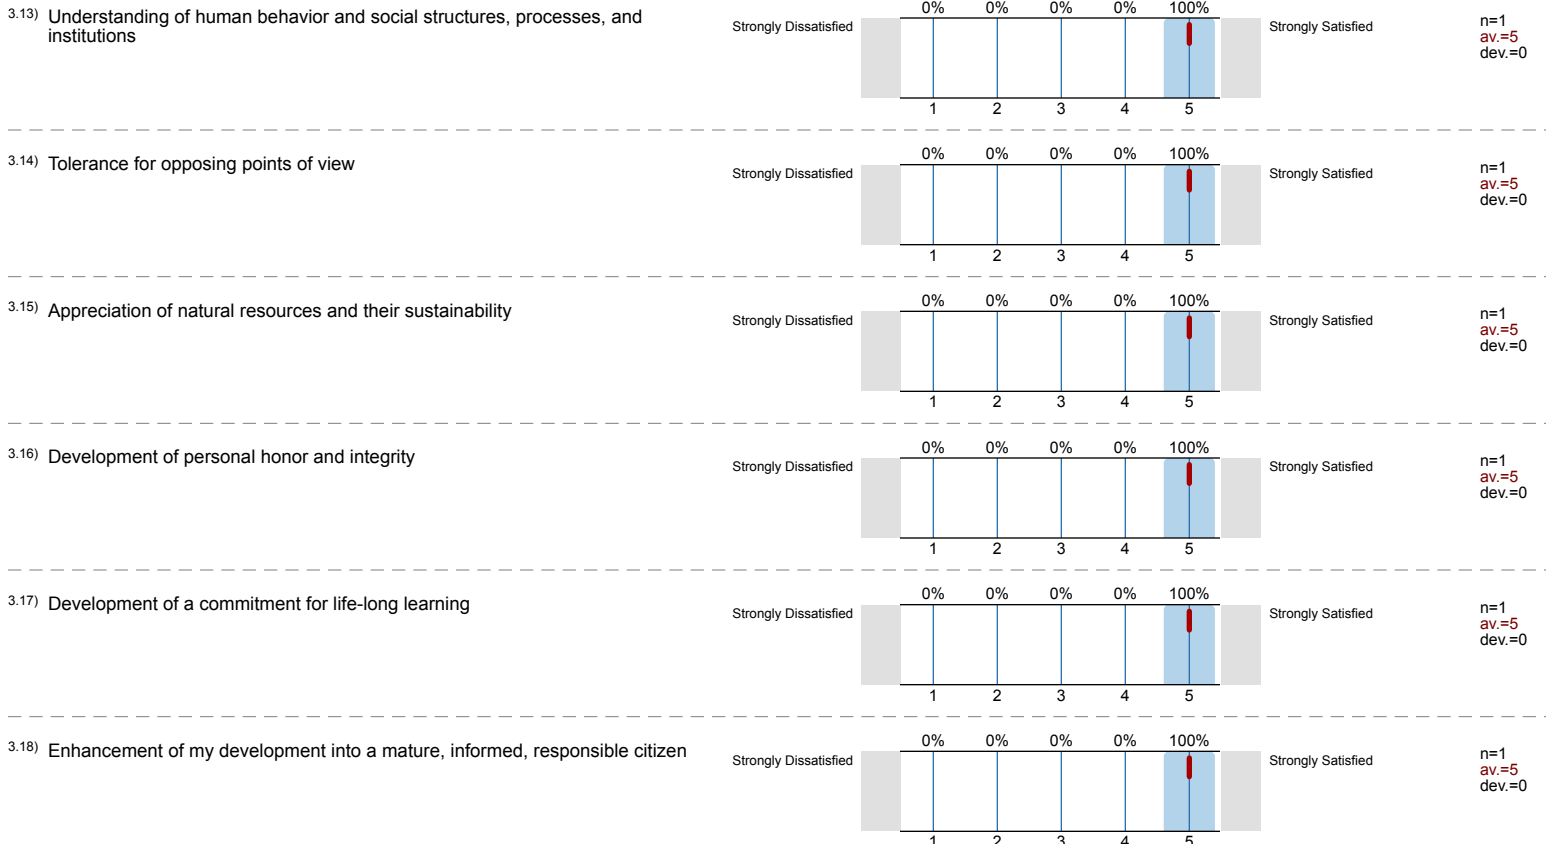 3.13) Understanding of human behavior and social structures, processes, and
institutions
Strongly Dissatisfied
0% 0% 0% 0% 100%
1 2 3 4 5
Strongly Satisfied
n=1
av.=5
dev.=0
3.14) Tolerance for opposing points of view
Strongly Dissatisfied
0% 0% 0% 0% 100%
1 2 3 4 5
Strongly Satisfied
n=1
av.=5
dev.=0
3.15) Appreciation of natural resources and their sustainability
Strongly Dissatisfied
0% 0% 0% 0% 100%
1 2 3 4 5
Strongly Satisfied
n=1
av.=5
dev.=0
3.16) Development of personal honor and integrity
Strongly Dissatisfied
0% 0% 0% 0% 100%
1 2 3 4 5
Strongly Satisfied
n=1
av.=5
dev.=0
3.17) Development of a commitment for life-long learning
Strongly Dissatisfied
0% 0% 0% 0% 100%
1 2 3 4 5
Strongly Satisfied
n=1
av.=5
dev.=0
3.18) Enhancement of my development into a mature, informed, responsible citizen
Strongly Dissatisfied
0% 0% 0% 0% 100%
1 2 3 4 5
Strongly Satisfied
n=1
av.=5
dev.=0